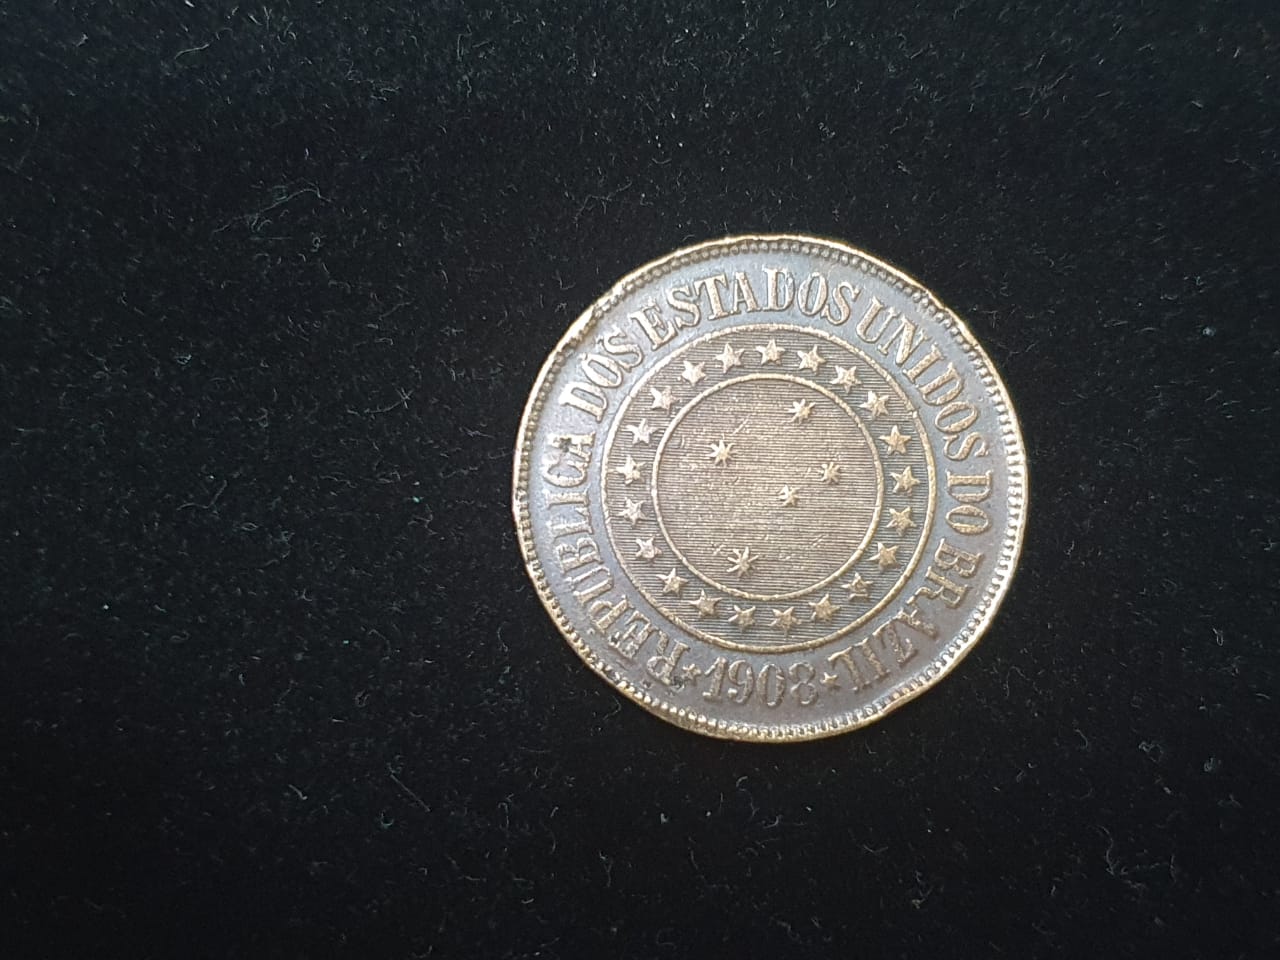 REPUBLICA DOS ESTADOS UNIDOS DO BRAZIL
1908